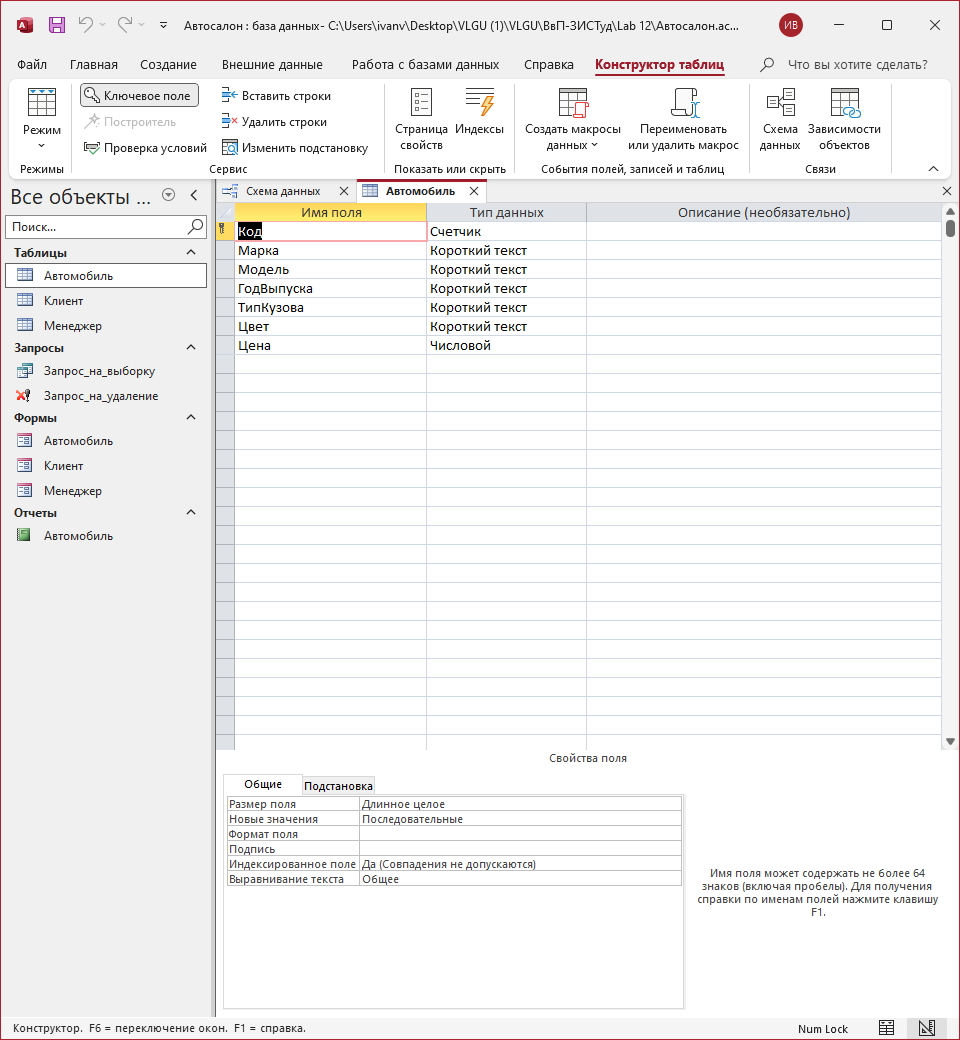 Автосалон : база данных- C:\Users\ivanv\Desktop\VLGU (1)\VLGU\ВвП-ЗИСТуд\Lab 12\Автосалон.ac...
ИВ
Файл Главная Создание Внешние данные Работа с базами данных Справка Конструктор таблиц Что вы хотите сделать?
Режим
Режимы
Ключевое поле
Построитель
Проверка условий
Вставить строки
Удалить строки
Изменить подстановку
Сервис
Страница свойств
Индексы
Показать или скрыть
Создать макросы данных
Переименовать или удалить макрос
События полей, записей и таблиц
Схема данных
Зависимости объектов
Связи
Все объекты ...
Поиск...
Таблицы
Автомобиль
Клиент
Менеджер
Запросы
Запрос_на_выборку
Запрос_на_удаление
Формы
Автомобиль
Клиент
Менеджер
Отчеты
Автомобиль
Схема данных Автомобиль
Имя поля Тип данных Описание (необязательно)
Код Счетчик
Марка Короткий текст
Модель Короткий текст
ГодВыпуска Короткий текст
ТипКузова Короткий текст
Цвет Короткий текст
Цена Числовой
Свойства поля
Общие Подстановка
Размер поля Длинное целое
Новые значения Последовательные
Формат поля
Подпись
Индексированное поле Да (Совпадения не допускаются)
Выравнивание текста Общее
Имя поля может содержать не более 64
знаков (включая пробелы). Для получения
справки по именам полей нажмите клавишу
F1.
Конструктор. F6 = переключение окон. F1 = справка.
Num Lock